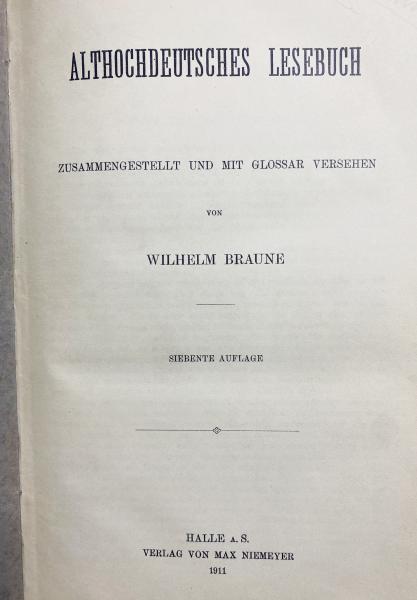 ALTHOCHDEUTSCHES LESEBUCH
ZUSAMMENGESTELLT UND MIT GLOSSAR VERSEHEN
VON
WILHELM BRAUNE
SIEBENTE AUFLAGE
HALLE A. S.
VERLAG VON MAX NIEMEYER
1911